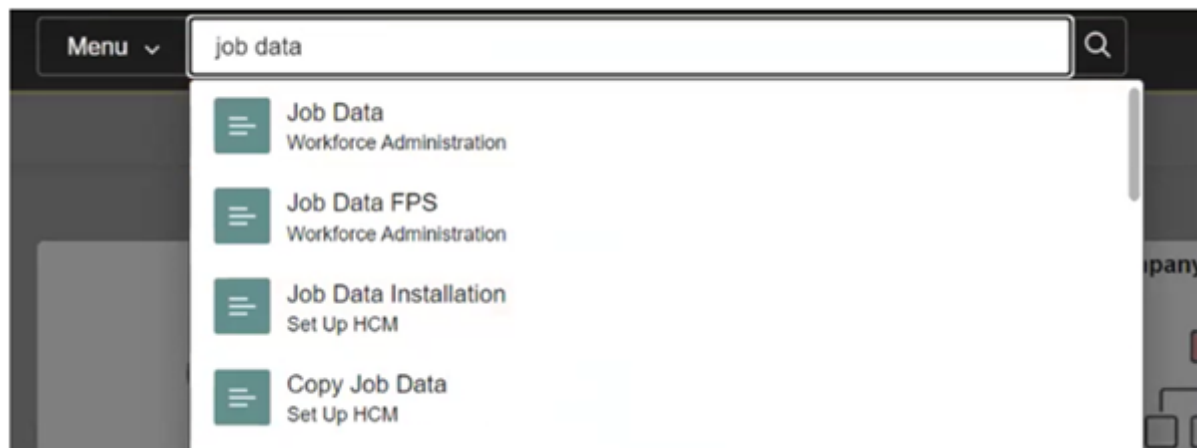 Menu
job data
Job Data
Workforce Administration
Job Data FPS
Workforce Administration
Job Data Installation
Set Up HCM
Copy Job Data
Set Up HCM